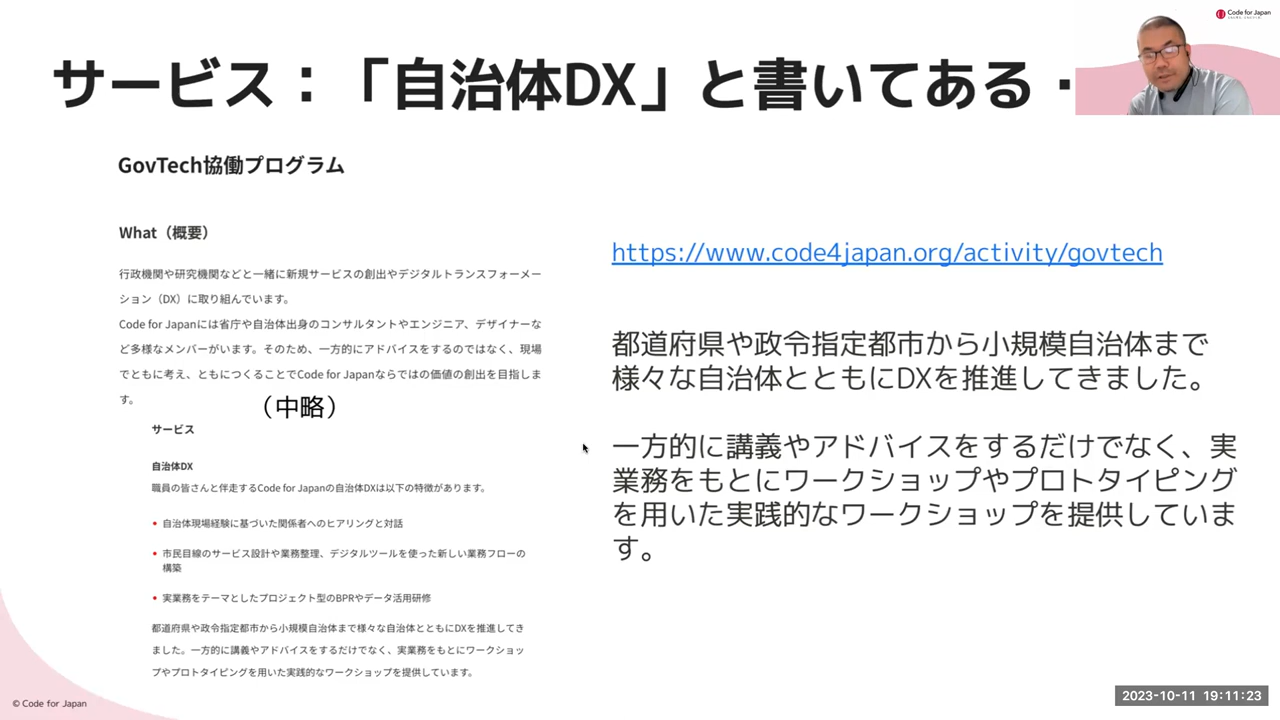 Code for Japan
サービス：「自治体DX」と書いてある・
GovTech協働プログラム
What（概要）
行政機関や研究機関などと一緒に新規サービスの創出やデジタルトランスフォーメー
ション（DX）に取り組んでいます。
Code for Japanには省庁や自治体出身のコンサルタントやエンジニア、デザイナーな
ど多様なメンバーがいます。そのため、一方的にアドバイスをするのではなく、現場
でともに考え、ともにつくることでCode for Japanならではの価値の創出を目指しま
す。
（中略）
サービス
自治体DX
職員の皆さんと伴走するCode for Japanの自治体DXは以下の特徴があります。
• 自治体現場経験に基づいた関係者へのヒアリングと対話
• 市民目線のサービス設計や業務整理、デジタルツールを使った新しい業務フローの
構築
• 実業務をテーマとしたプロジェクト型のBPRやデータ活用研修
都道府県や政令指定都市から小規模自治体まで様々な自治体とともにDXを推進してき
ました。一方的に講義やアドバイスをするだけでなく、実業務をもとにワークショッ
プやプロトタイピングを用いた実践的なワークショップを提供しています。
https://www.code4japan.org/activity/govtech
都道府県や政令指定都市から小規模自治体まで
様々な自治体とともにDXを推進してきました。
一方的に講義やアドバイスをするだけでなく、実
業務をもとにワークショップやプロトタイピング
を用いた実践的なワークショップを提供していま
す。
© Code for Japan
2023-10-11 19:11:23